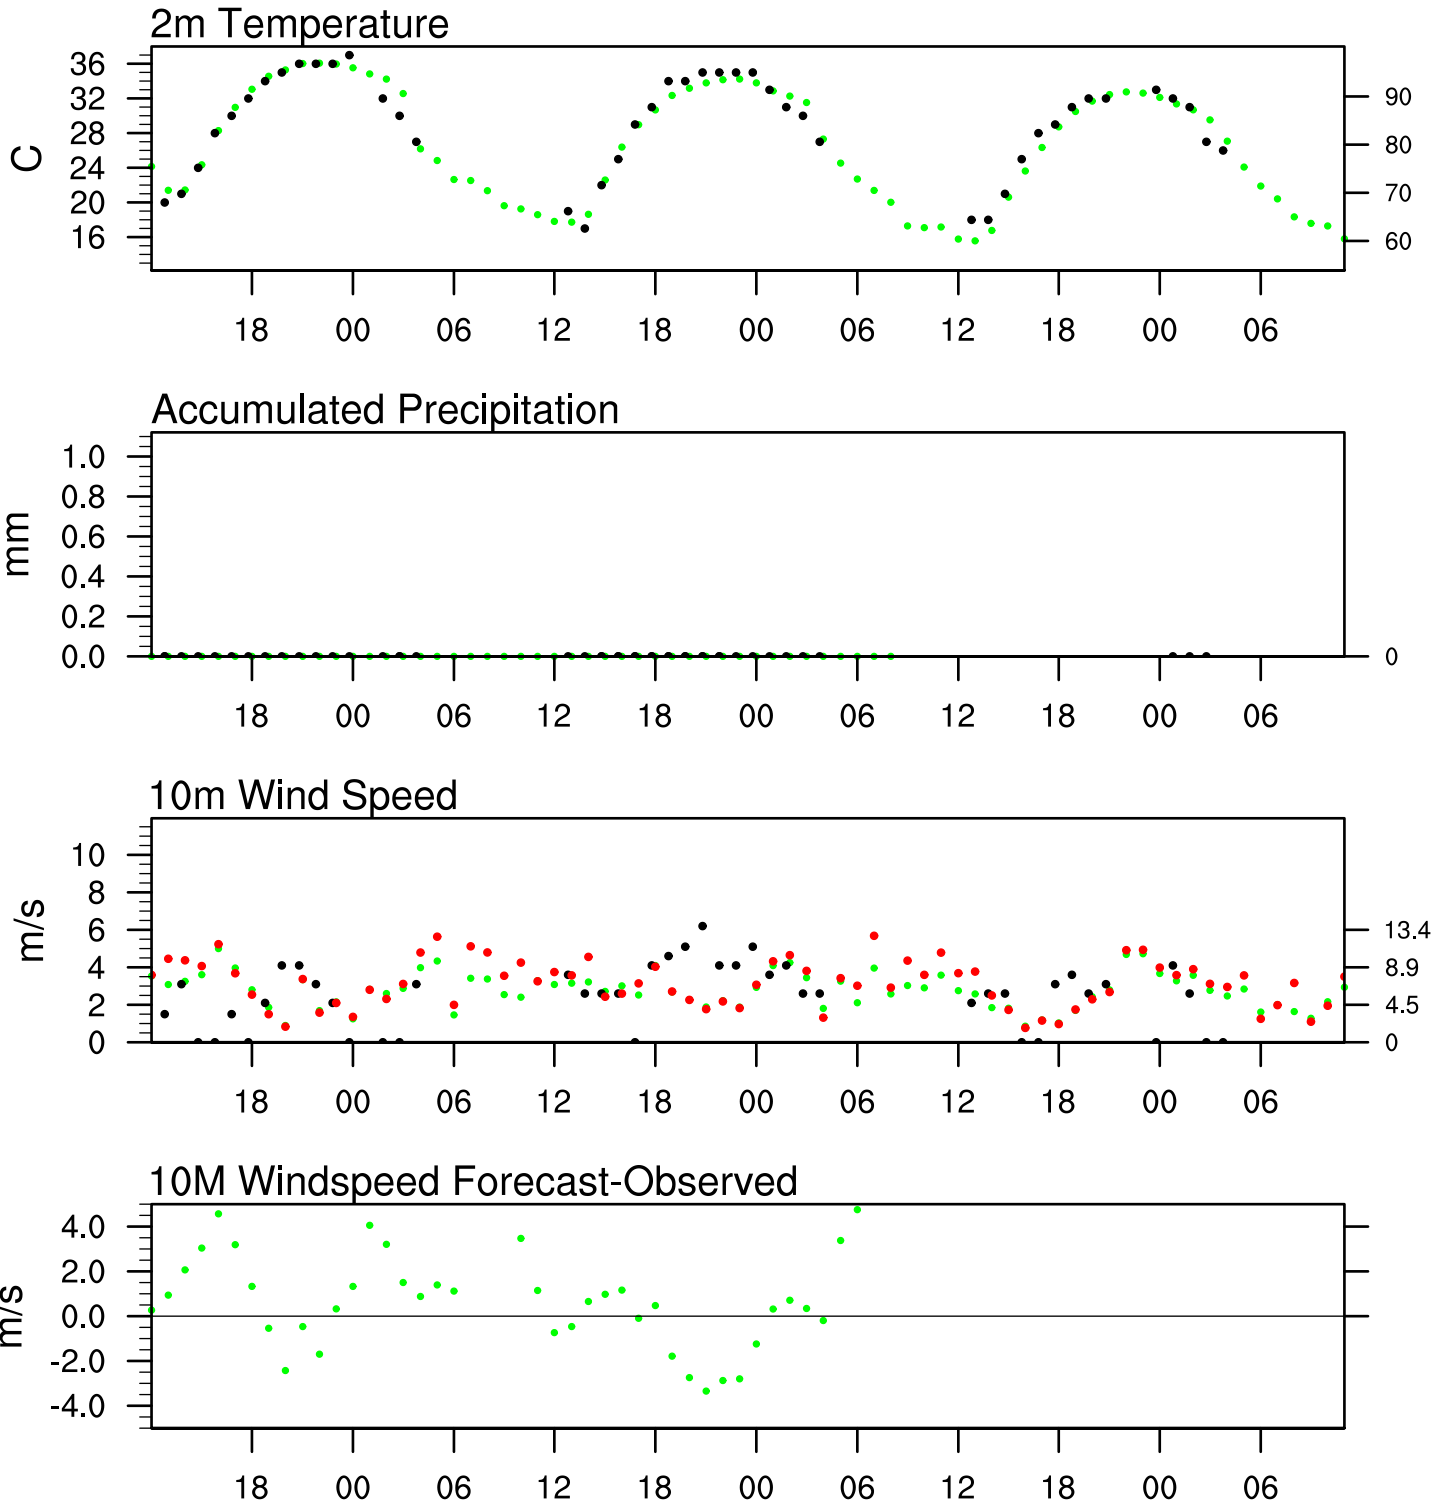 2m Temperature
36
32
28
24
20
16
C
90
80
70
60
18 00 06 12 18 00 06 12 18 00 06
Accumulated Precipitation
1.0
0.8
0.6
0.4
0.2
0.0
mm
0
18 00 06 12 18 00 06 12 18 00 06
10m Wind Speed
10
8
6
4
2
0
m/s
13.4
8.9
4.5
0
18 00 06 12 18 00 06 12 18 00 06
10M Windspeed Forecast-Observed
4.0
2.0
0.0
-2.0
-4.0
m/s
18 00 06 12 18 00 06 12 18 00 06